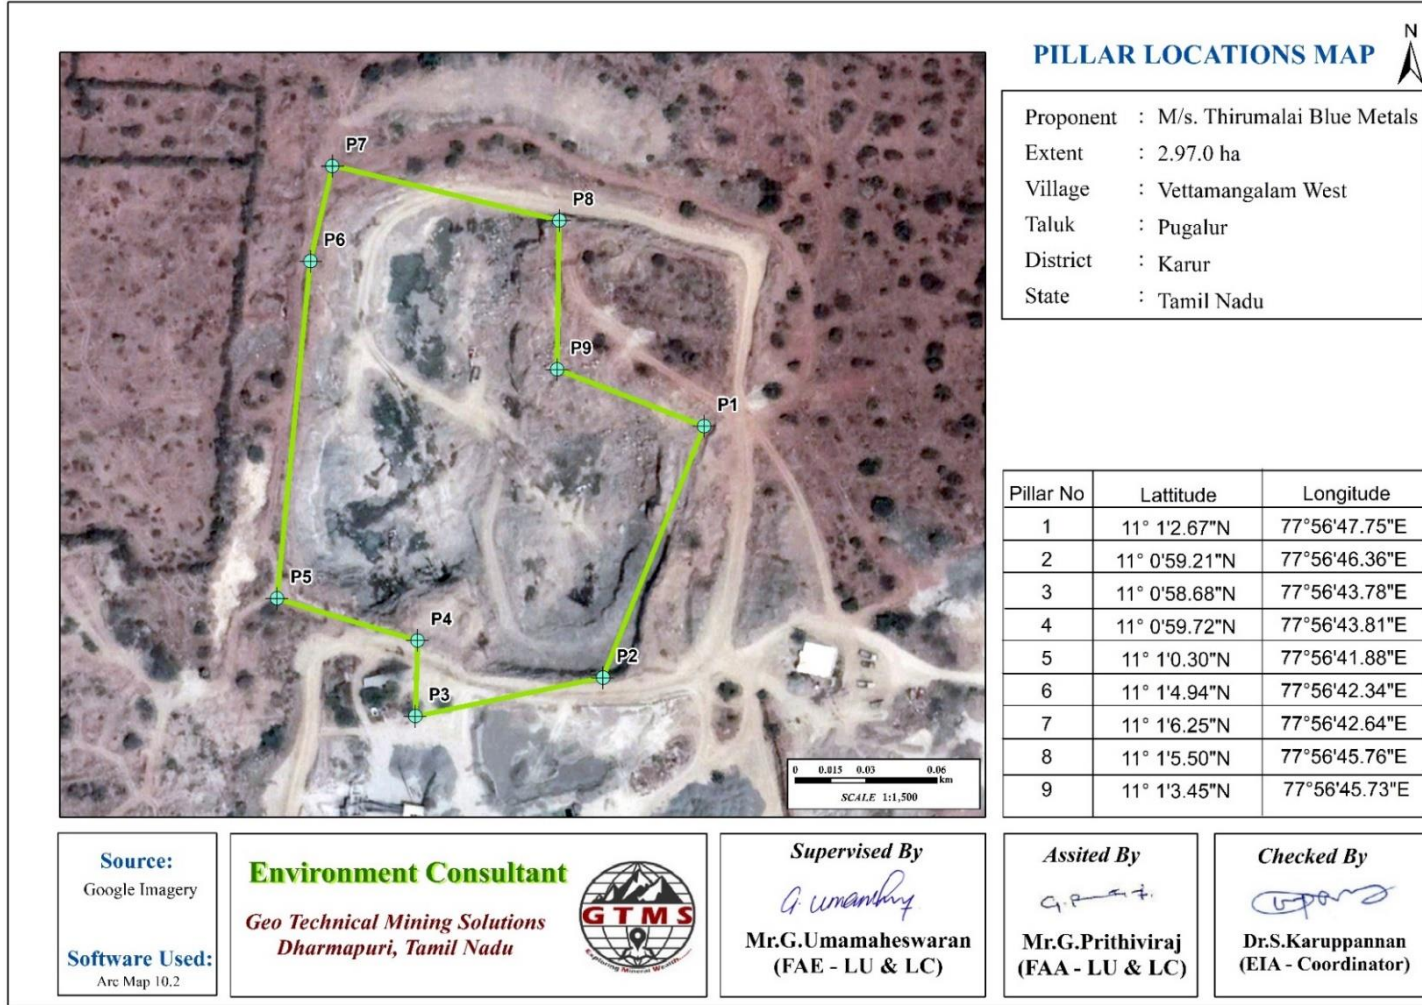 PILLAR LOCATIONS MAP
N
Proponent : M/s. Thirumalai Blue Metals
Extent : 2.97.0 ha
Village : Vettamangalam West
Taluk : Pugalur
District : Karur
State : Tamil Nadu
P7
P8
P6
P9
P1
P5
P4
P2
P3
0 0.015 0.03 0.06
km
SCALE 1:1,500
Pillar No Lattitude Longitude
1 11° 1'2.67"N 77°56'47.75"E
2 11° 0'59.21"N 77°56'46.36"E
3 11° 0'58.68"N 77°56'43.78"E
4 11° 0'59.72"N 77°56'43.81"E
5 11° 1'0.30"N 77°56'41.88"E
6 11° 1'4.94"N 77°56'42.34"E
7 11° 1'6.25"N 77°56'42.64"E
8 11° 1'5.50"N 77°56'45.76"E
9 11° 1'3.45"N 77°56'45.73"E
Source:
Google Imagery
Software Used:
Arc Map 10.2
Environment Consultant
Geo Technical Mining Solutions
Dharmapuri, Tamil Nadu
GTMS
Exploring Mineral Wealth
Supervised By
Mr.G.Umamaheswaran
(FAE - LU & LC)
Assited By
Mr.G.Prithiviraj
(FAA - LU & LC)
Checked By
Dr.S.Karuppannan
(EIA - Coordinator)